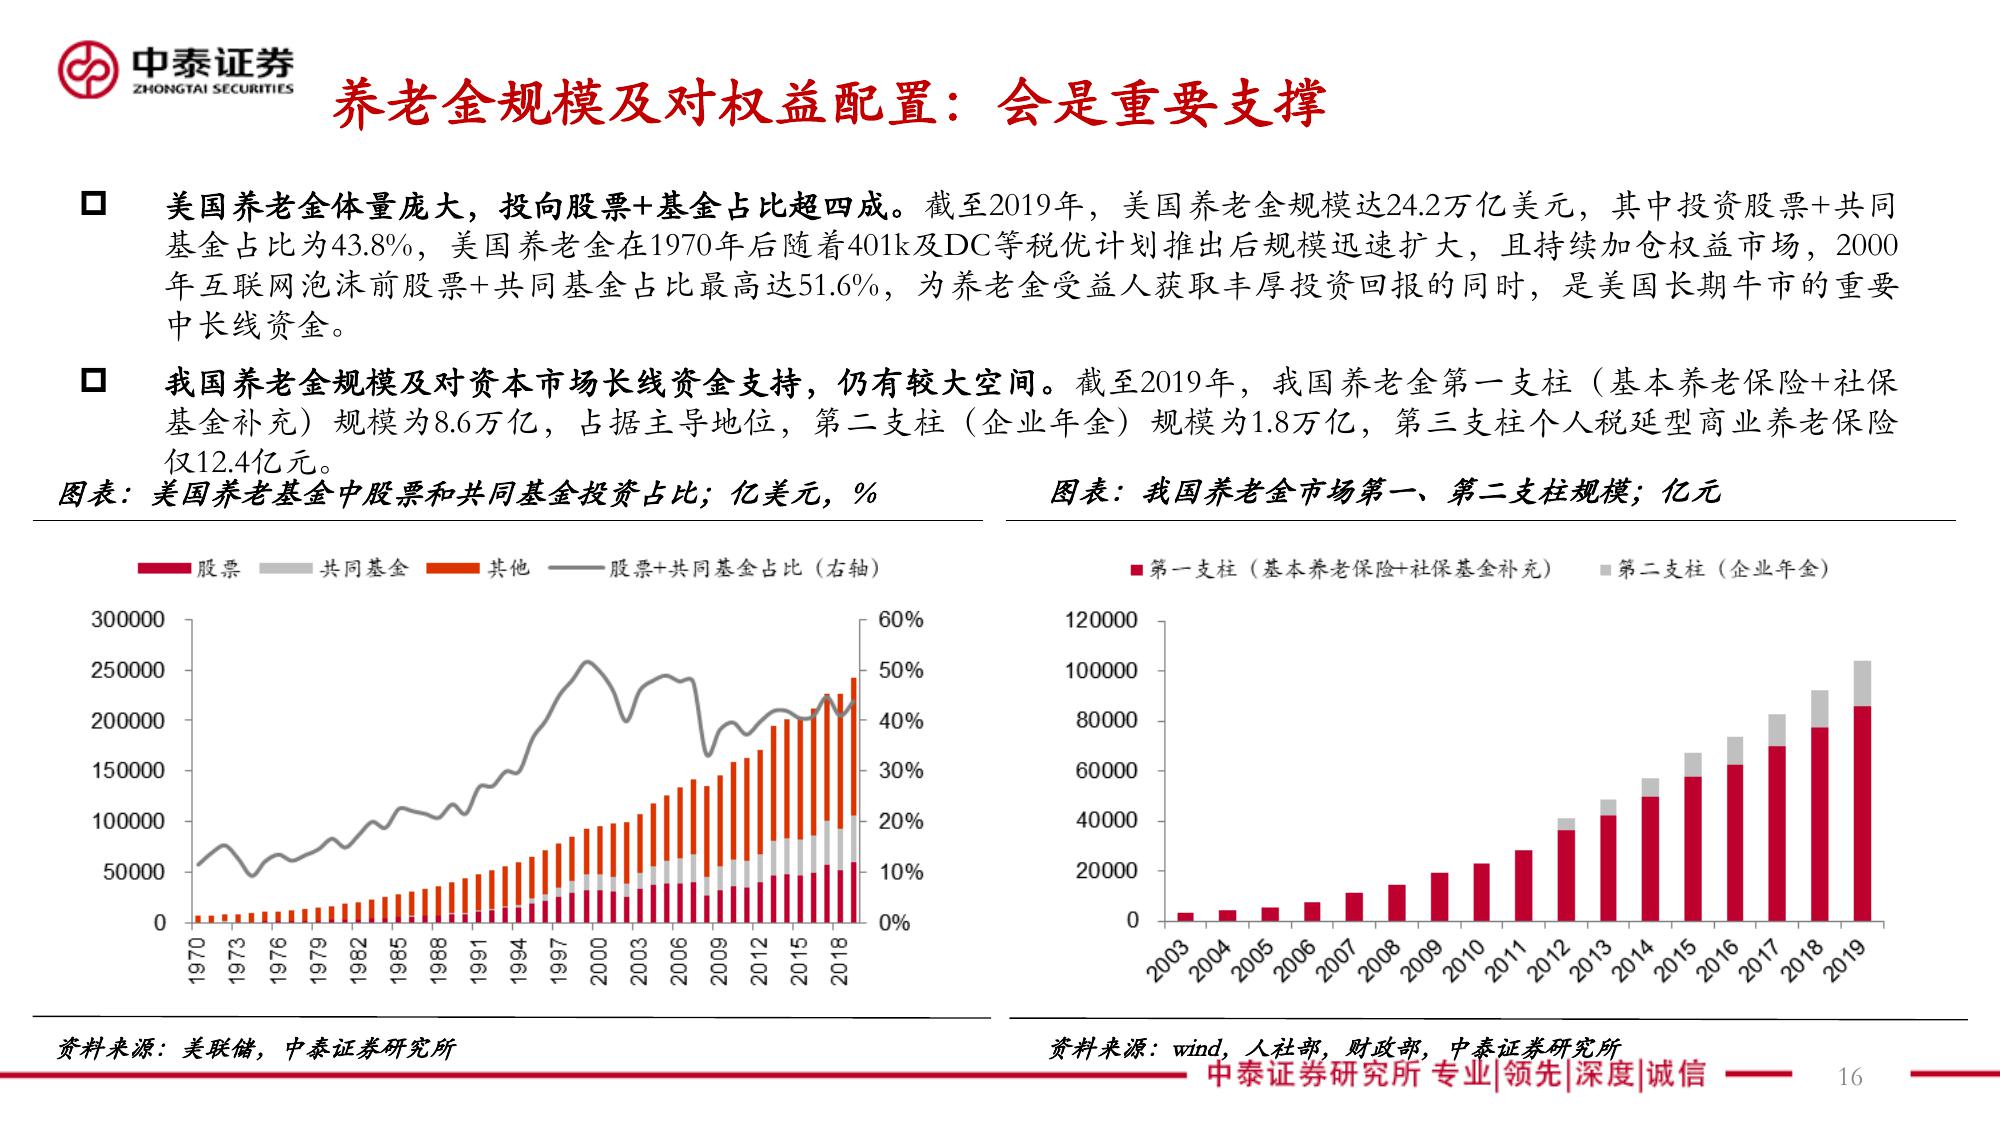 中泰证券
ZHONGTAI SECURITIES
养老金规模及对权益配置：会是重要支撑
美国养老金体量庞大，投向股票+基金占比超四成。截至2019年，美国养老金规模达24.2万亿美元，其中投资股票+共同
基金占比为43.8%，美国养老金在1970年后随着401k及DC等税优计划推出后规模迅速扩大，且持续加仓权益市场，2000
年互联网泡沫前股票+共同基金占比最高达51.6%，为养老金受益人获取丰厚投资回报的同时，是美国长期牛市的重要
中长线资金。
我国养老金规模及对资本市场长线资金支持，仍有较大空间。截至2019年，我国养老金第一支柱（基本养老保险+社保
基金补充）规模为8.6万亿，占据主导地位，第二支柱（企业年金）规模为1.8万亿，第三支柱个人税延型商业养老保险
仅12.4亿元。
图表：美国养老基金中股票和共同基金投资占比；亿美元，%
股票 共同基金 其他 股票+共同基金占比（右轴）
300000 60%
250000 50%
200000 40%
150000 30%
100000 20%
50000 10%
0 0%
1970 1973 1976 1979 1982 1985 1988 1991 1994 1997 2000 2003 2006 2009 2012 2015 2018
资料来源：美联储，中泰证券研究所
图表：我国养老金市场第一、第二支柱规模；亿元
第一支柱（基本养老保险+社保基金补充） 第二支柱（企业年金）
120000
100000
80000
60000
40000
20000
0
2003 2004 2005 2006 2007 2008 2009 2010 2011 2012 2013 2014 2015 2016 2017 2018 2019
资料来源：wind，人社部，财政部，中泰证券研究所
中泰证券研究所 专业|领先|深度|诚信
16